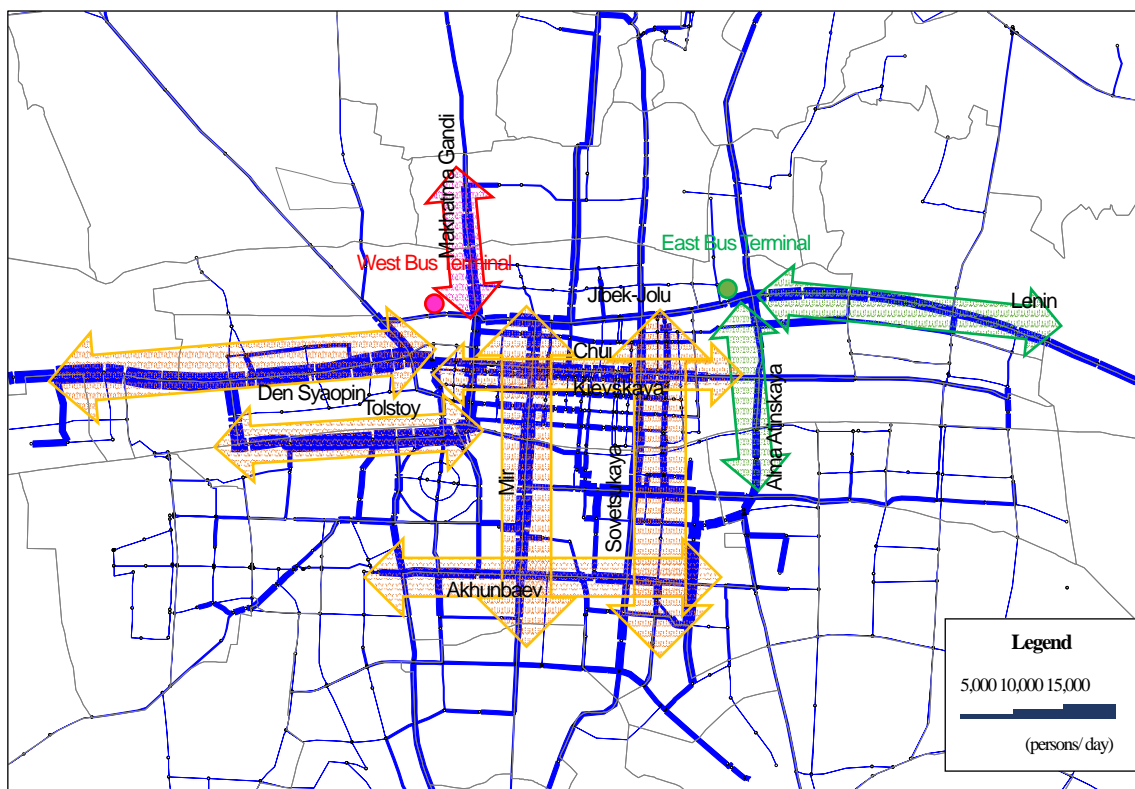 Makhatma Gandi
East Bus Terminal
West Bus Terminal
Jibek-Jolu
Lenin
Chui
Kievskaya
Den Syaopin
Tolstoy
Alma Atinskaya
Mir
Sovetsukaya
Akhunbaev
Legend
5,000 10,000 15,000
(persons/ day)